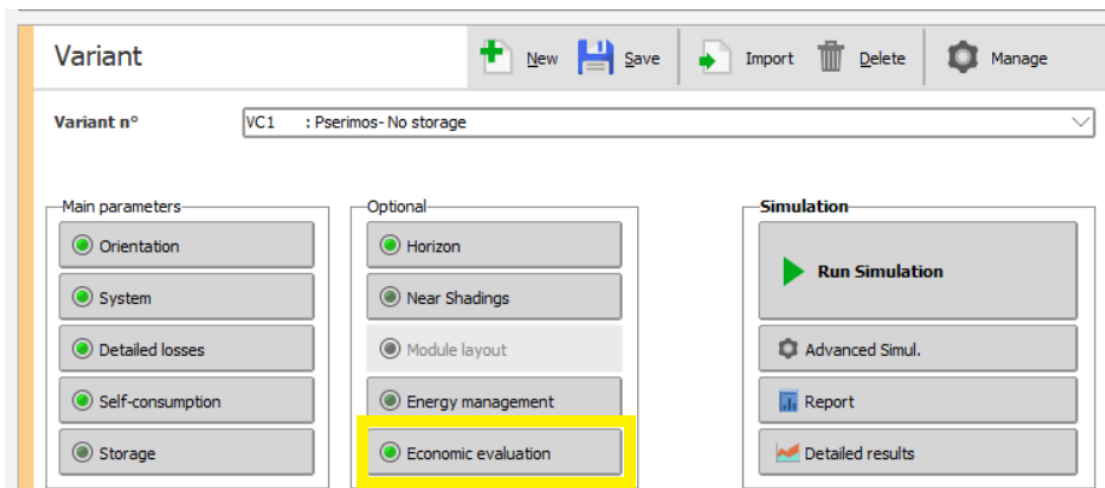 Variant
New
Save
Import
Delete
Manage
Variant n°
VC1 : Pserimos- No storage
Main parameters
Orientation
System
Detailed losses
Self-consumption
Storage
Optional
Horizon
Near Shadings
Module layout
Energy management
Economic evaluation
Simulation
Run Simulation
Advanced Simul.
Report
Detailed results